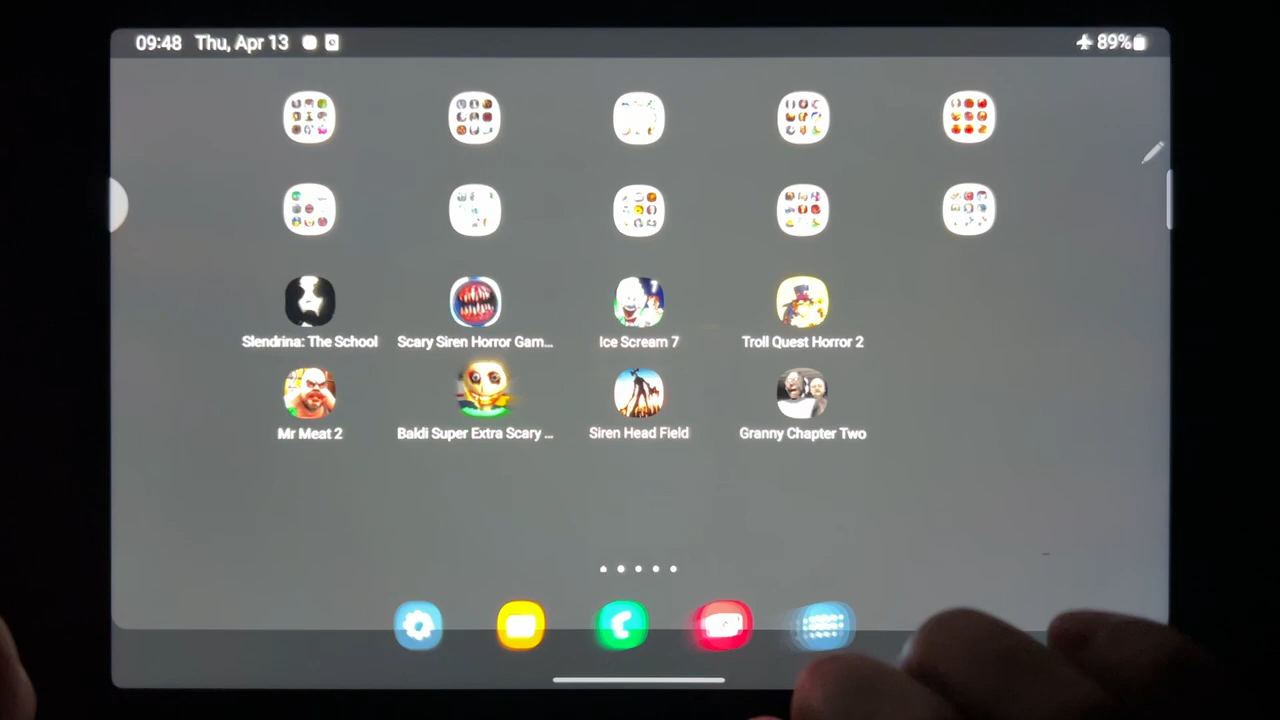 09:48 Thu, Apr 13
89%
Slendrina: The School
Scary Siren Horror Gam...
Ice Scream 7
Troll Quest Horror 2
Mr Meat 2
Baldi Super Extra Scary ...
Siren Head Field
Granny Chapter Two